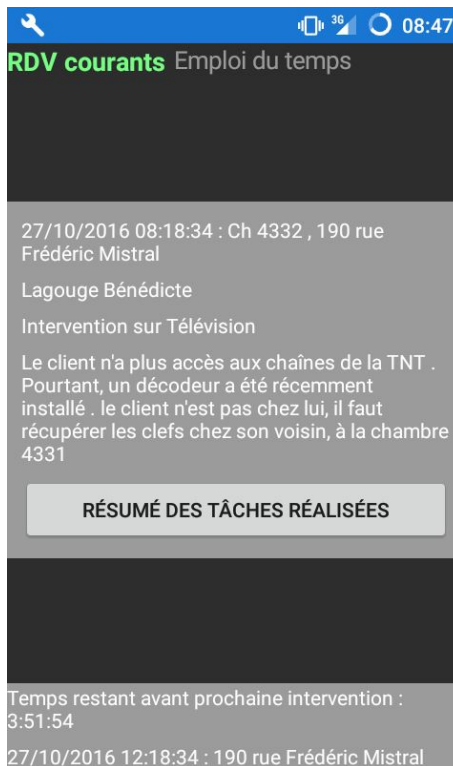 3G 08:47
RDV courants Emploi du temps
27/10/2016 08:18:34 : Ch 4332 , 190 rue
Frédéric Mistral
Lagouge Bénédicte
Intervention sur Télévision
Le client n'a plus accès aux chaînes de la TNT .
Pourtant, un décodeur a été récemment
installé . le client n'est pas chez lui, il faut
récupérer les clefs chez son voisin, à la chambre
4331
RÉSUMÉ DES TÂCHES RÉALISÉES
Temps restant avant prochaine intervention :
3:51:54
27/10/2016 12:18:34 : 190 rue Frédéric Mistral